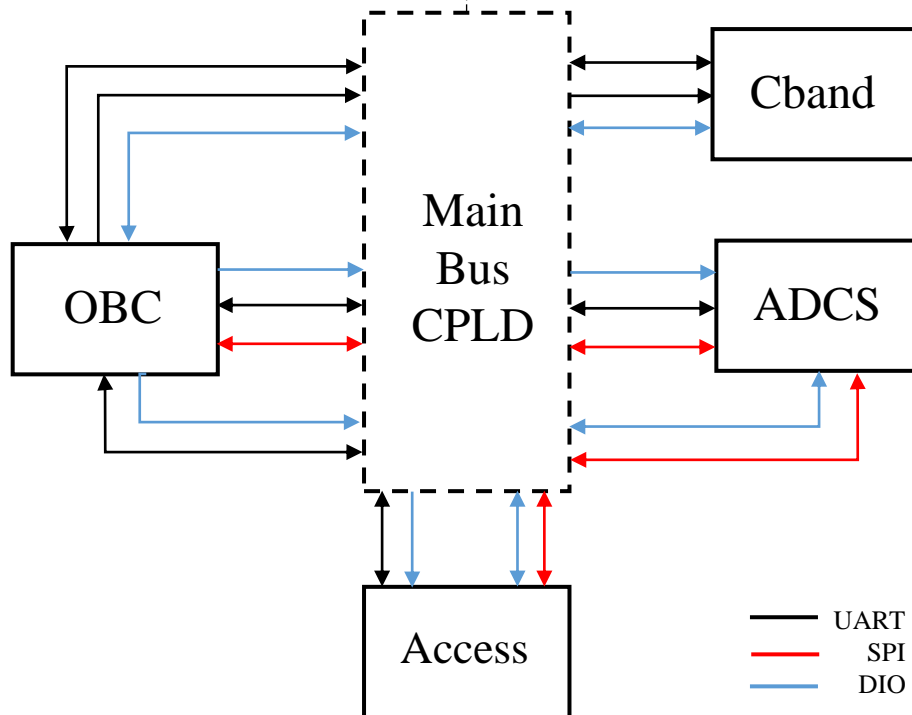 Cband
Main
Bus
CPLD
OBC
ADCS
Access
UART
SPI
DIO